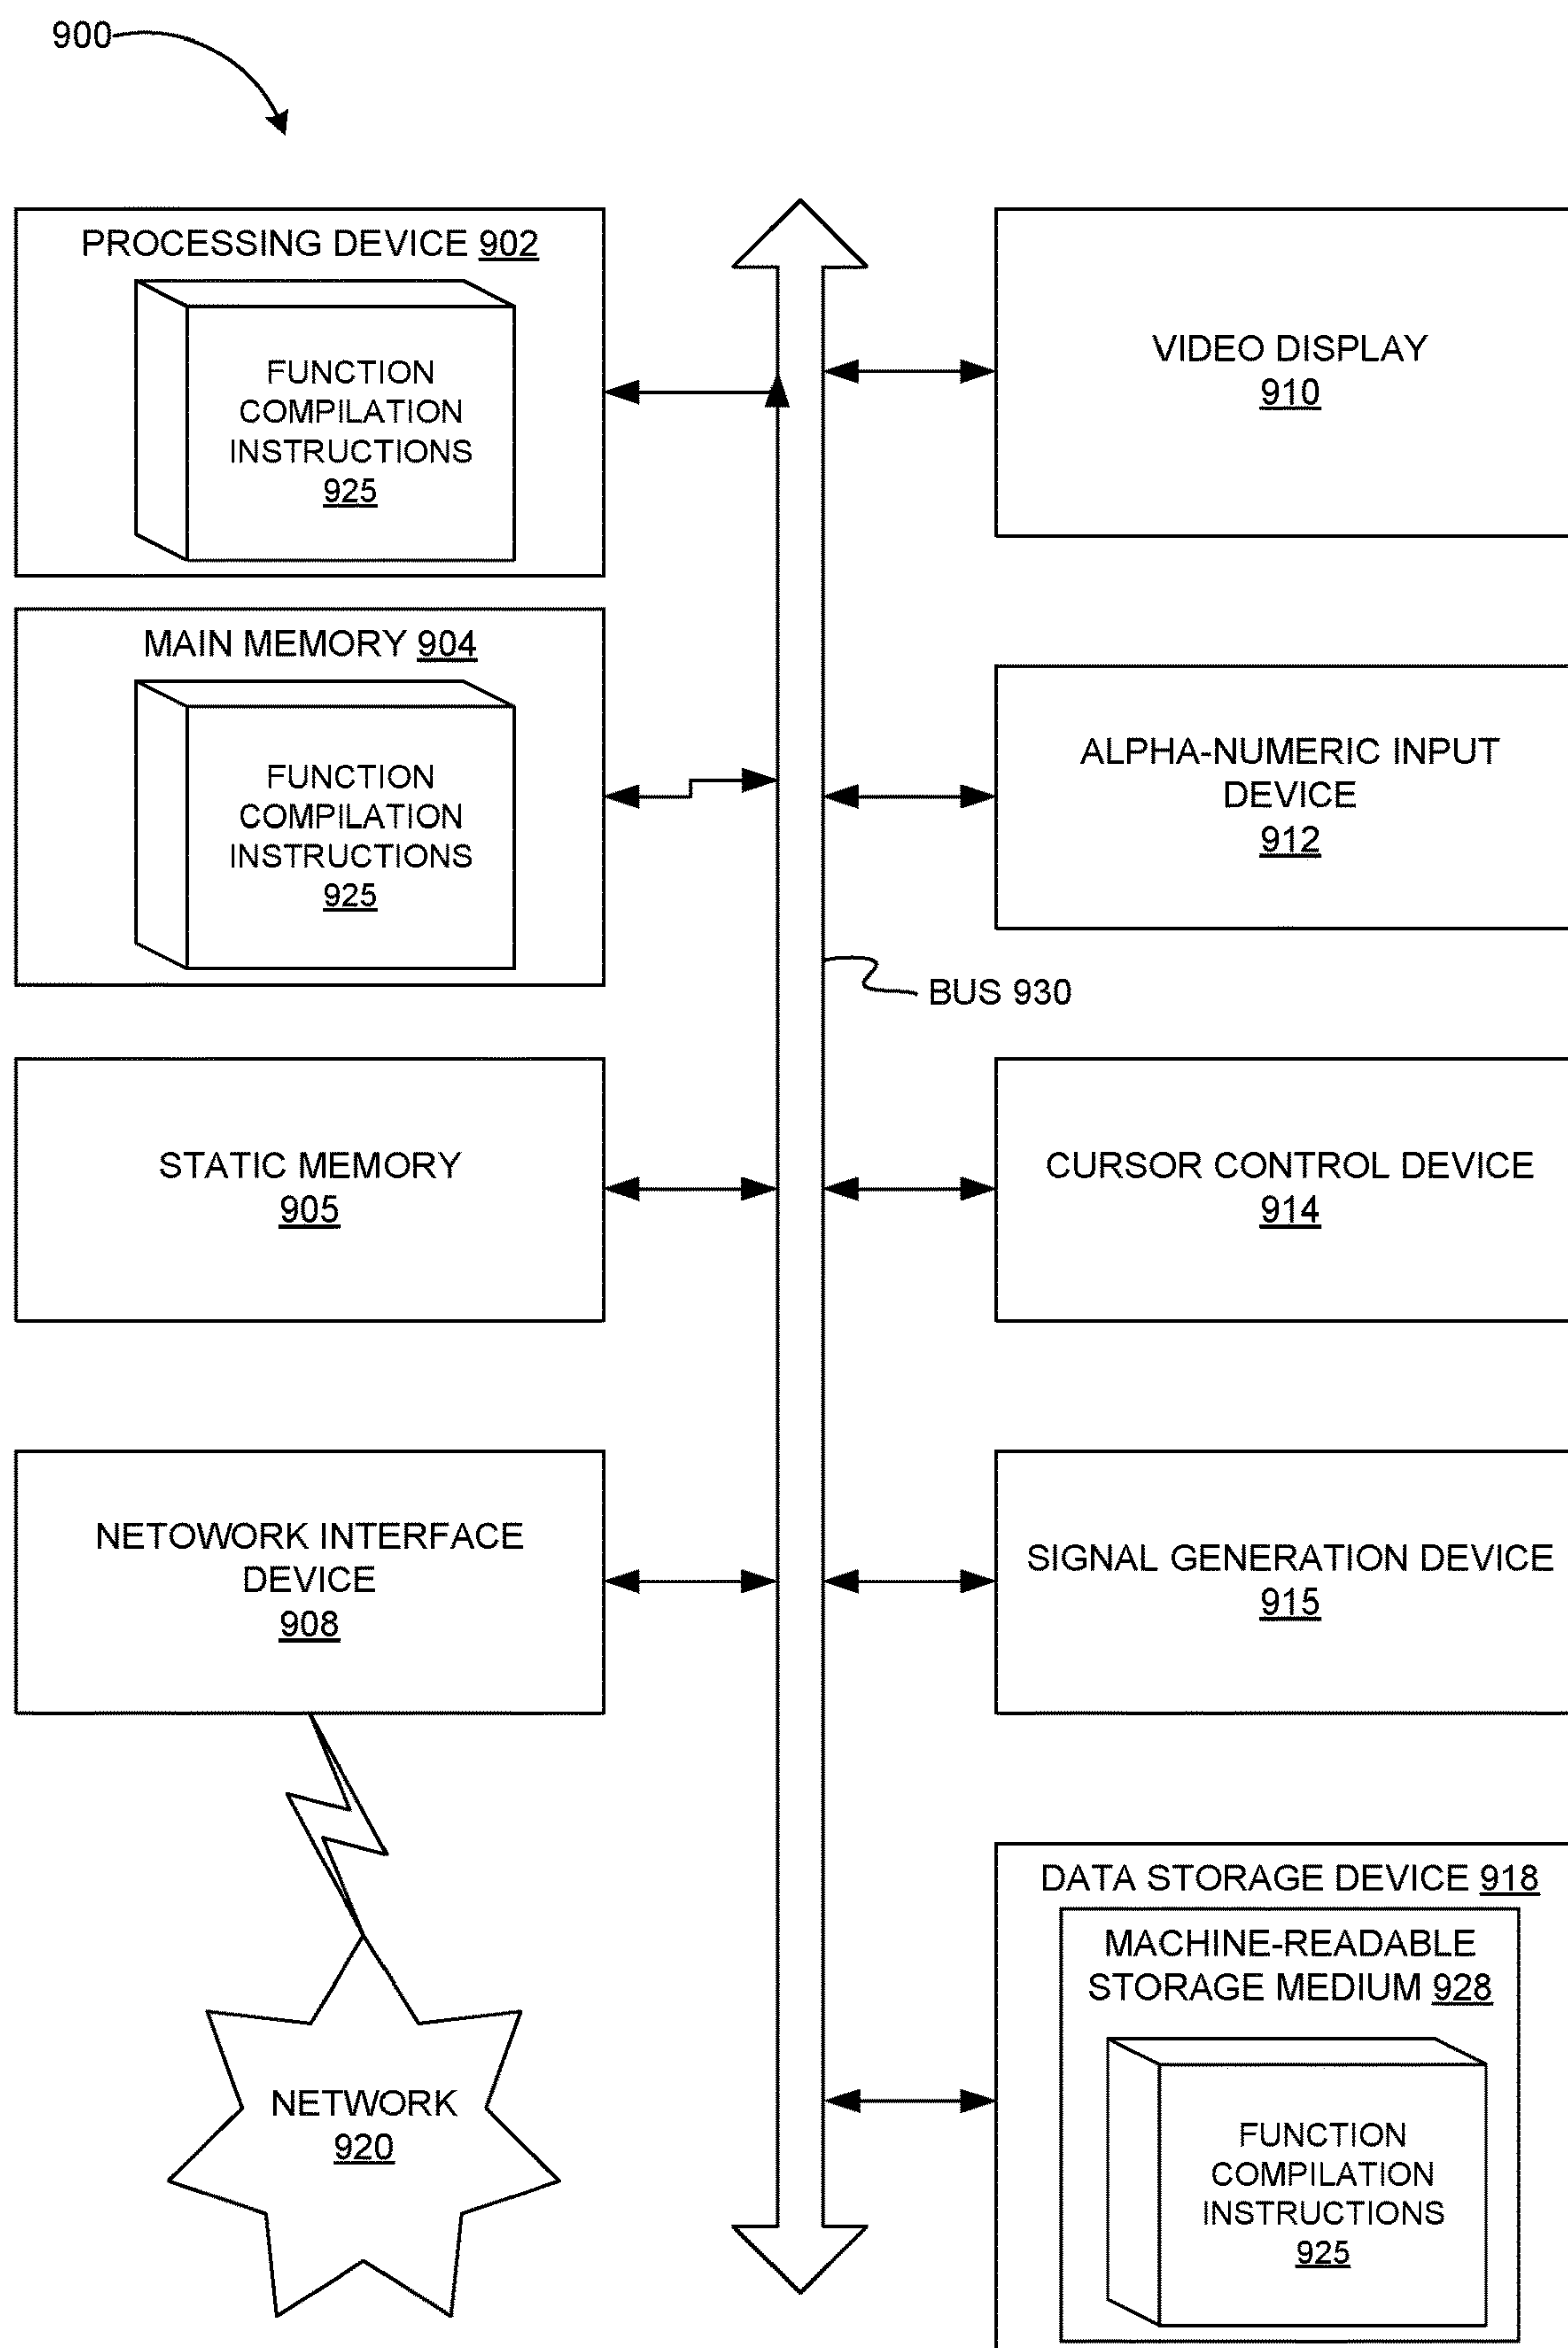 900
PROCESSING DEVICE 902
FUNCTION
COMPILATION
INSTRUCTIONS
925
MAIN MEMORY 904
FUNCTION
COMPILATION
INSTRUCTIONS
925
STATIC MEMORY
905
NETOWORK INTERFACE
DEVICE
908
NETWORK
920
BUS 930
VIDEO DISPLAY
910
ALPHA-NUMERIC INPUT
DEVICE
912
CURSOR CONTROL DEVICE
914
SIGNAL GENERATION DEVICE
915
DATA STORAGE DEVICE 918
MACHINE-READABLE
STORAGE MEDIUM 928
FUNCTION
COMPILATION
INSTRUCTIONS
925